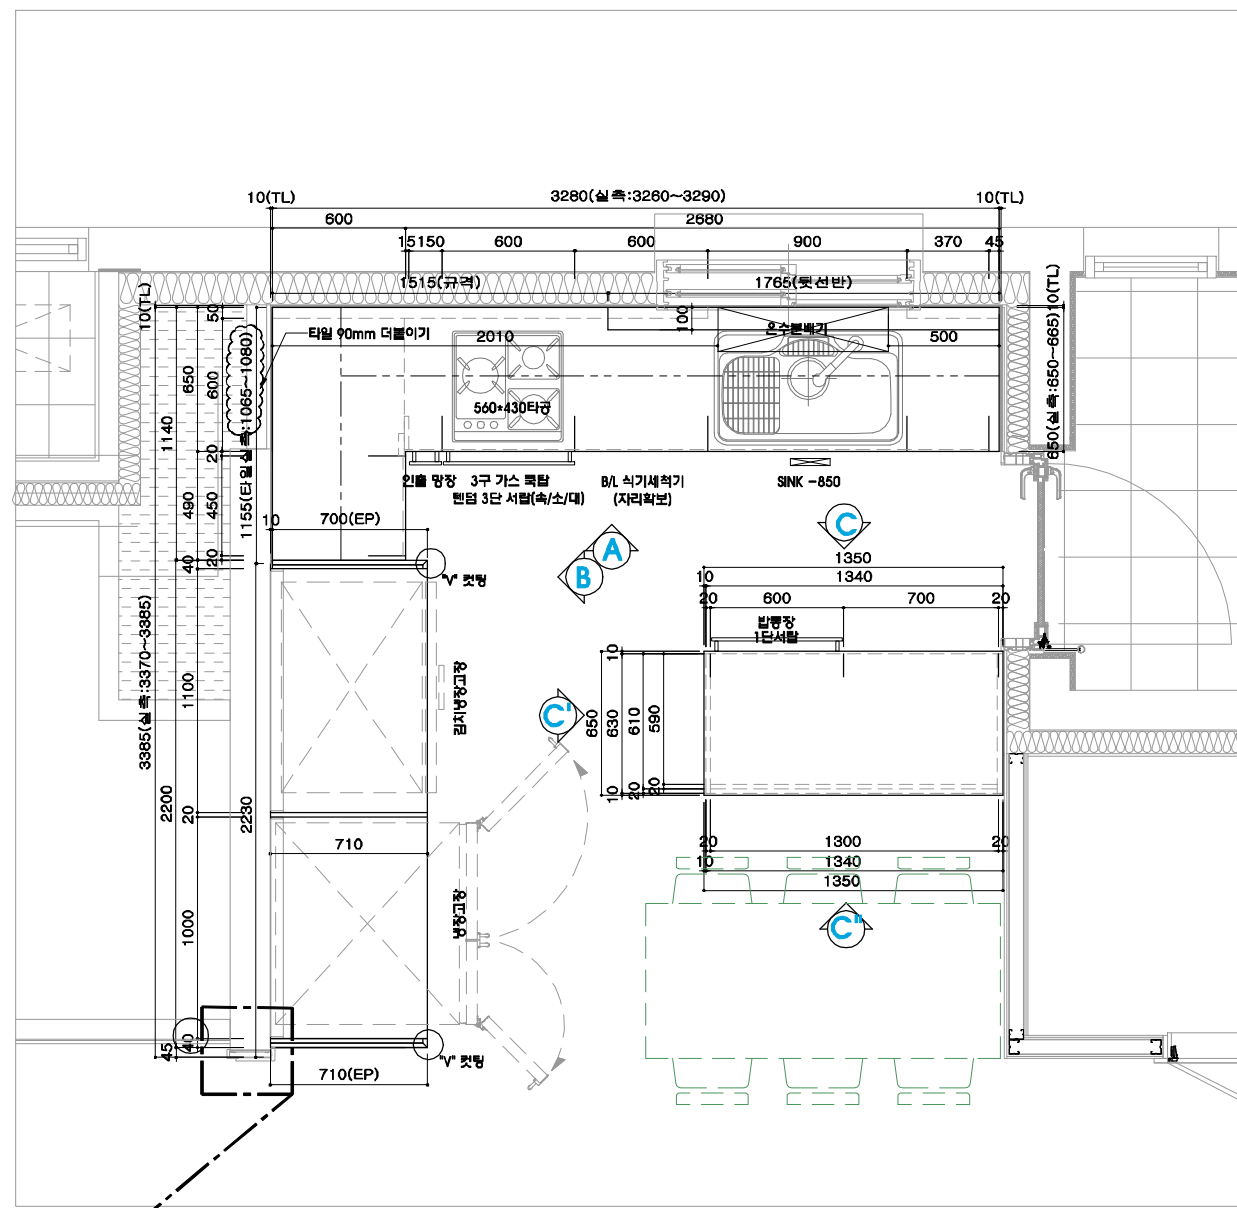 3280(실측:3260~3290)
10(TL)
10(TL)
600
2680
15
150
600
600
900
370
45
1515(규격)
1765(뒷선반)
10(TL)
50
타일 90mm 더붙이기
100
온수분배기
10(TL)
2010
500
650
600
1155(타일실측:1065~1080)
650(실측:650~665)
560*430타공
1140
20
인출 망장
3구 가스 쿡탑
B/L 식기세척기
SINK -850
텐덤 3단 서랍(속/소/대)
(자리확보)
490
450
10
700(EP)
C
A
20
40
1350
B
"V" 컷팅
10
1340
20
600
700
20
밥통장
1단서랍
3385(실측:3370~3385)
1100
김치냉장고장
10
C'
650
630
610
590
10
20
20
2200
20
2230
710
20
1300
20
10
1340
1350
1000
냉장고장
C"
40
45
"V" 컷팅
710(EP)